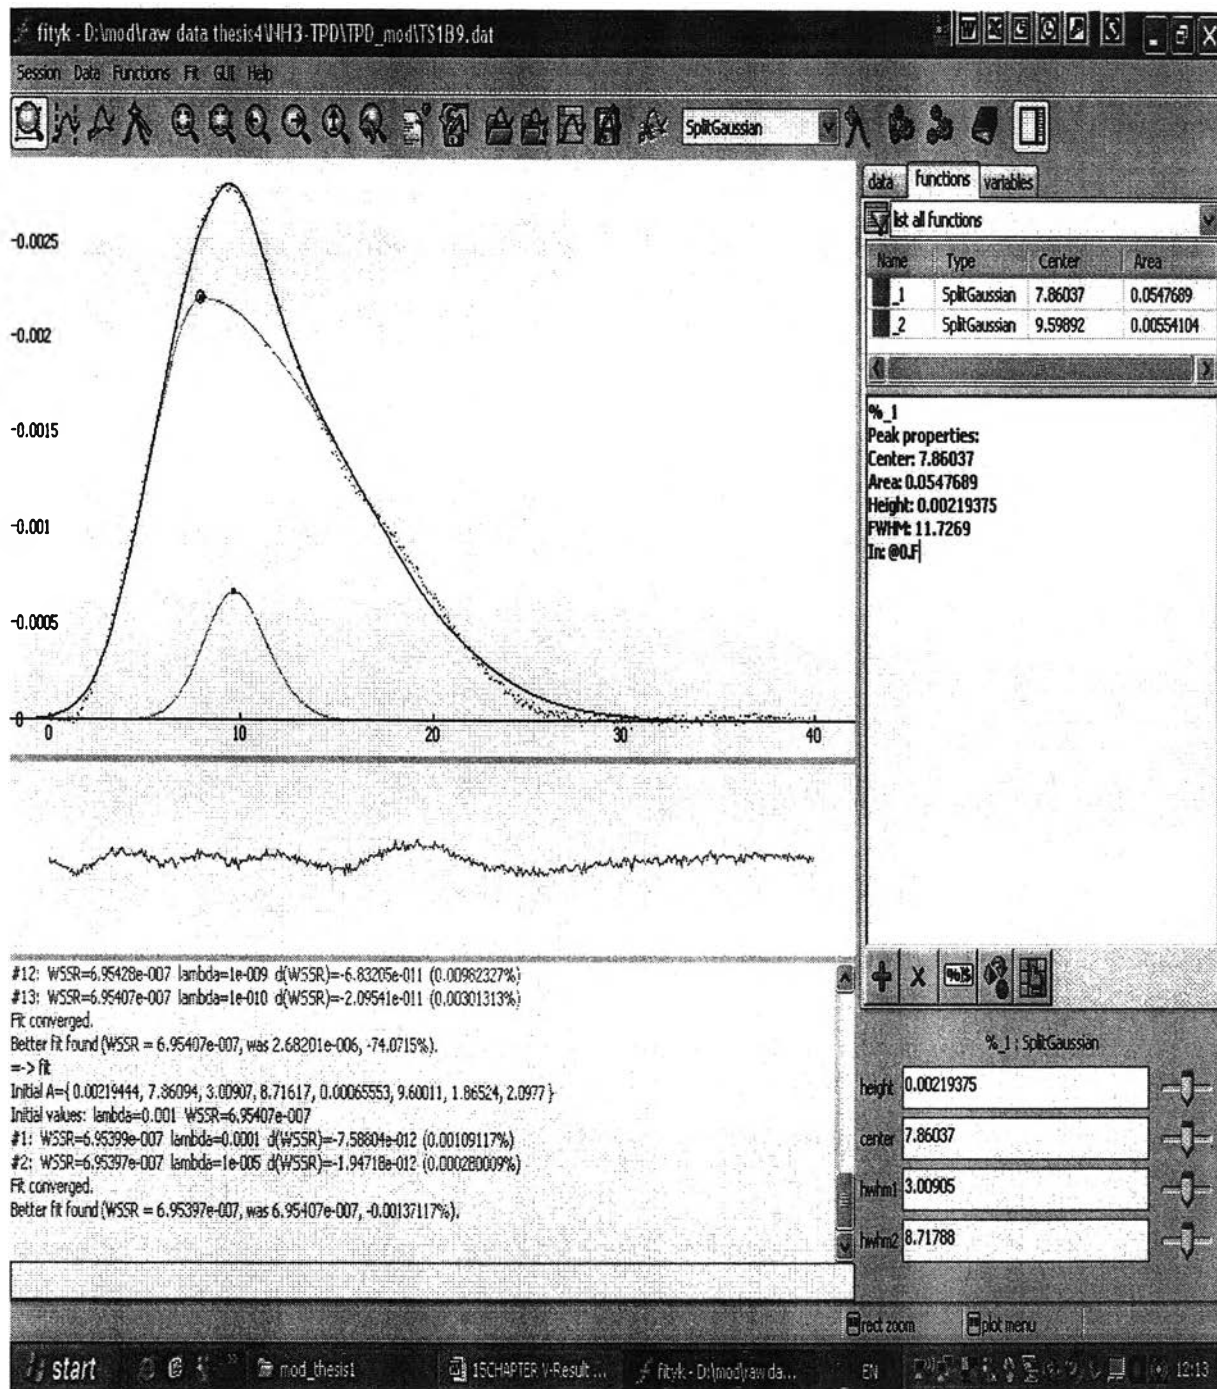 fityk - D:\mod\raw data thesis4\NH3-TPD\TPD_mod\TS1B9.dat
Session Data Functions Fit GUI Help
SplitGaussian
data functions variables
list all functions
Name Type Center Area
_1 SplitGaussian 7.86037 0.0547689
_2 SplitGaussian 9.59892 0.00554104
%_1
Peak properties:
Center: 7.86037
Area: 0.0547689
Height: 0.00219375
FWHM: 11.7269
In: @0.F
-0.0025
-0.002
-0.0015
-0.001
-0.0005
0
0 10 20 30 40
#12: WSSR=6.95428e-007 lambda=1e-009 d(WSSR)=-6.83205e-011 (0.00982327%)
#13: WSSR=6.95407e-007 lambda=1e-010 d(WSSR)=-2.09541e-011 (0.00301313%)
Fit converged.
Better fit found (WSSR = 6.95407e-007, was 2.68201e-006, -74.0715%).
=-> fit
Initial A={ 0.00219444, 7.86094, 3.00907, 8.71617, 0.00065553, 9.60011, 1.86524, 2.0977 }
Initial values: lambda=0.001 WSSR=6.95407e-007
#1: WSSR=6.95399e-007 lambda=0.0001 d(WSSR)=-7.58804e-012 (0.00109117%)
#2: WSSR=6.95397e-007 lambda=1e-005 d(WSSR)=-1.94718e-012 (0.000280009%)
Fit converged.
Better fit found (WSSR = 6.95397e-007, was 6.95407e-007, -0.00137117%).
%_1 : SplitGaussian
height 0.00219375
center 7.86037
hwhm1 3.00905
hwhm2 8.71788
rect zoom plot menu
start mod_thesis1 15CHAPTER V-Result ... fityk - D:\mod\raw da... EN 12:13